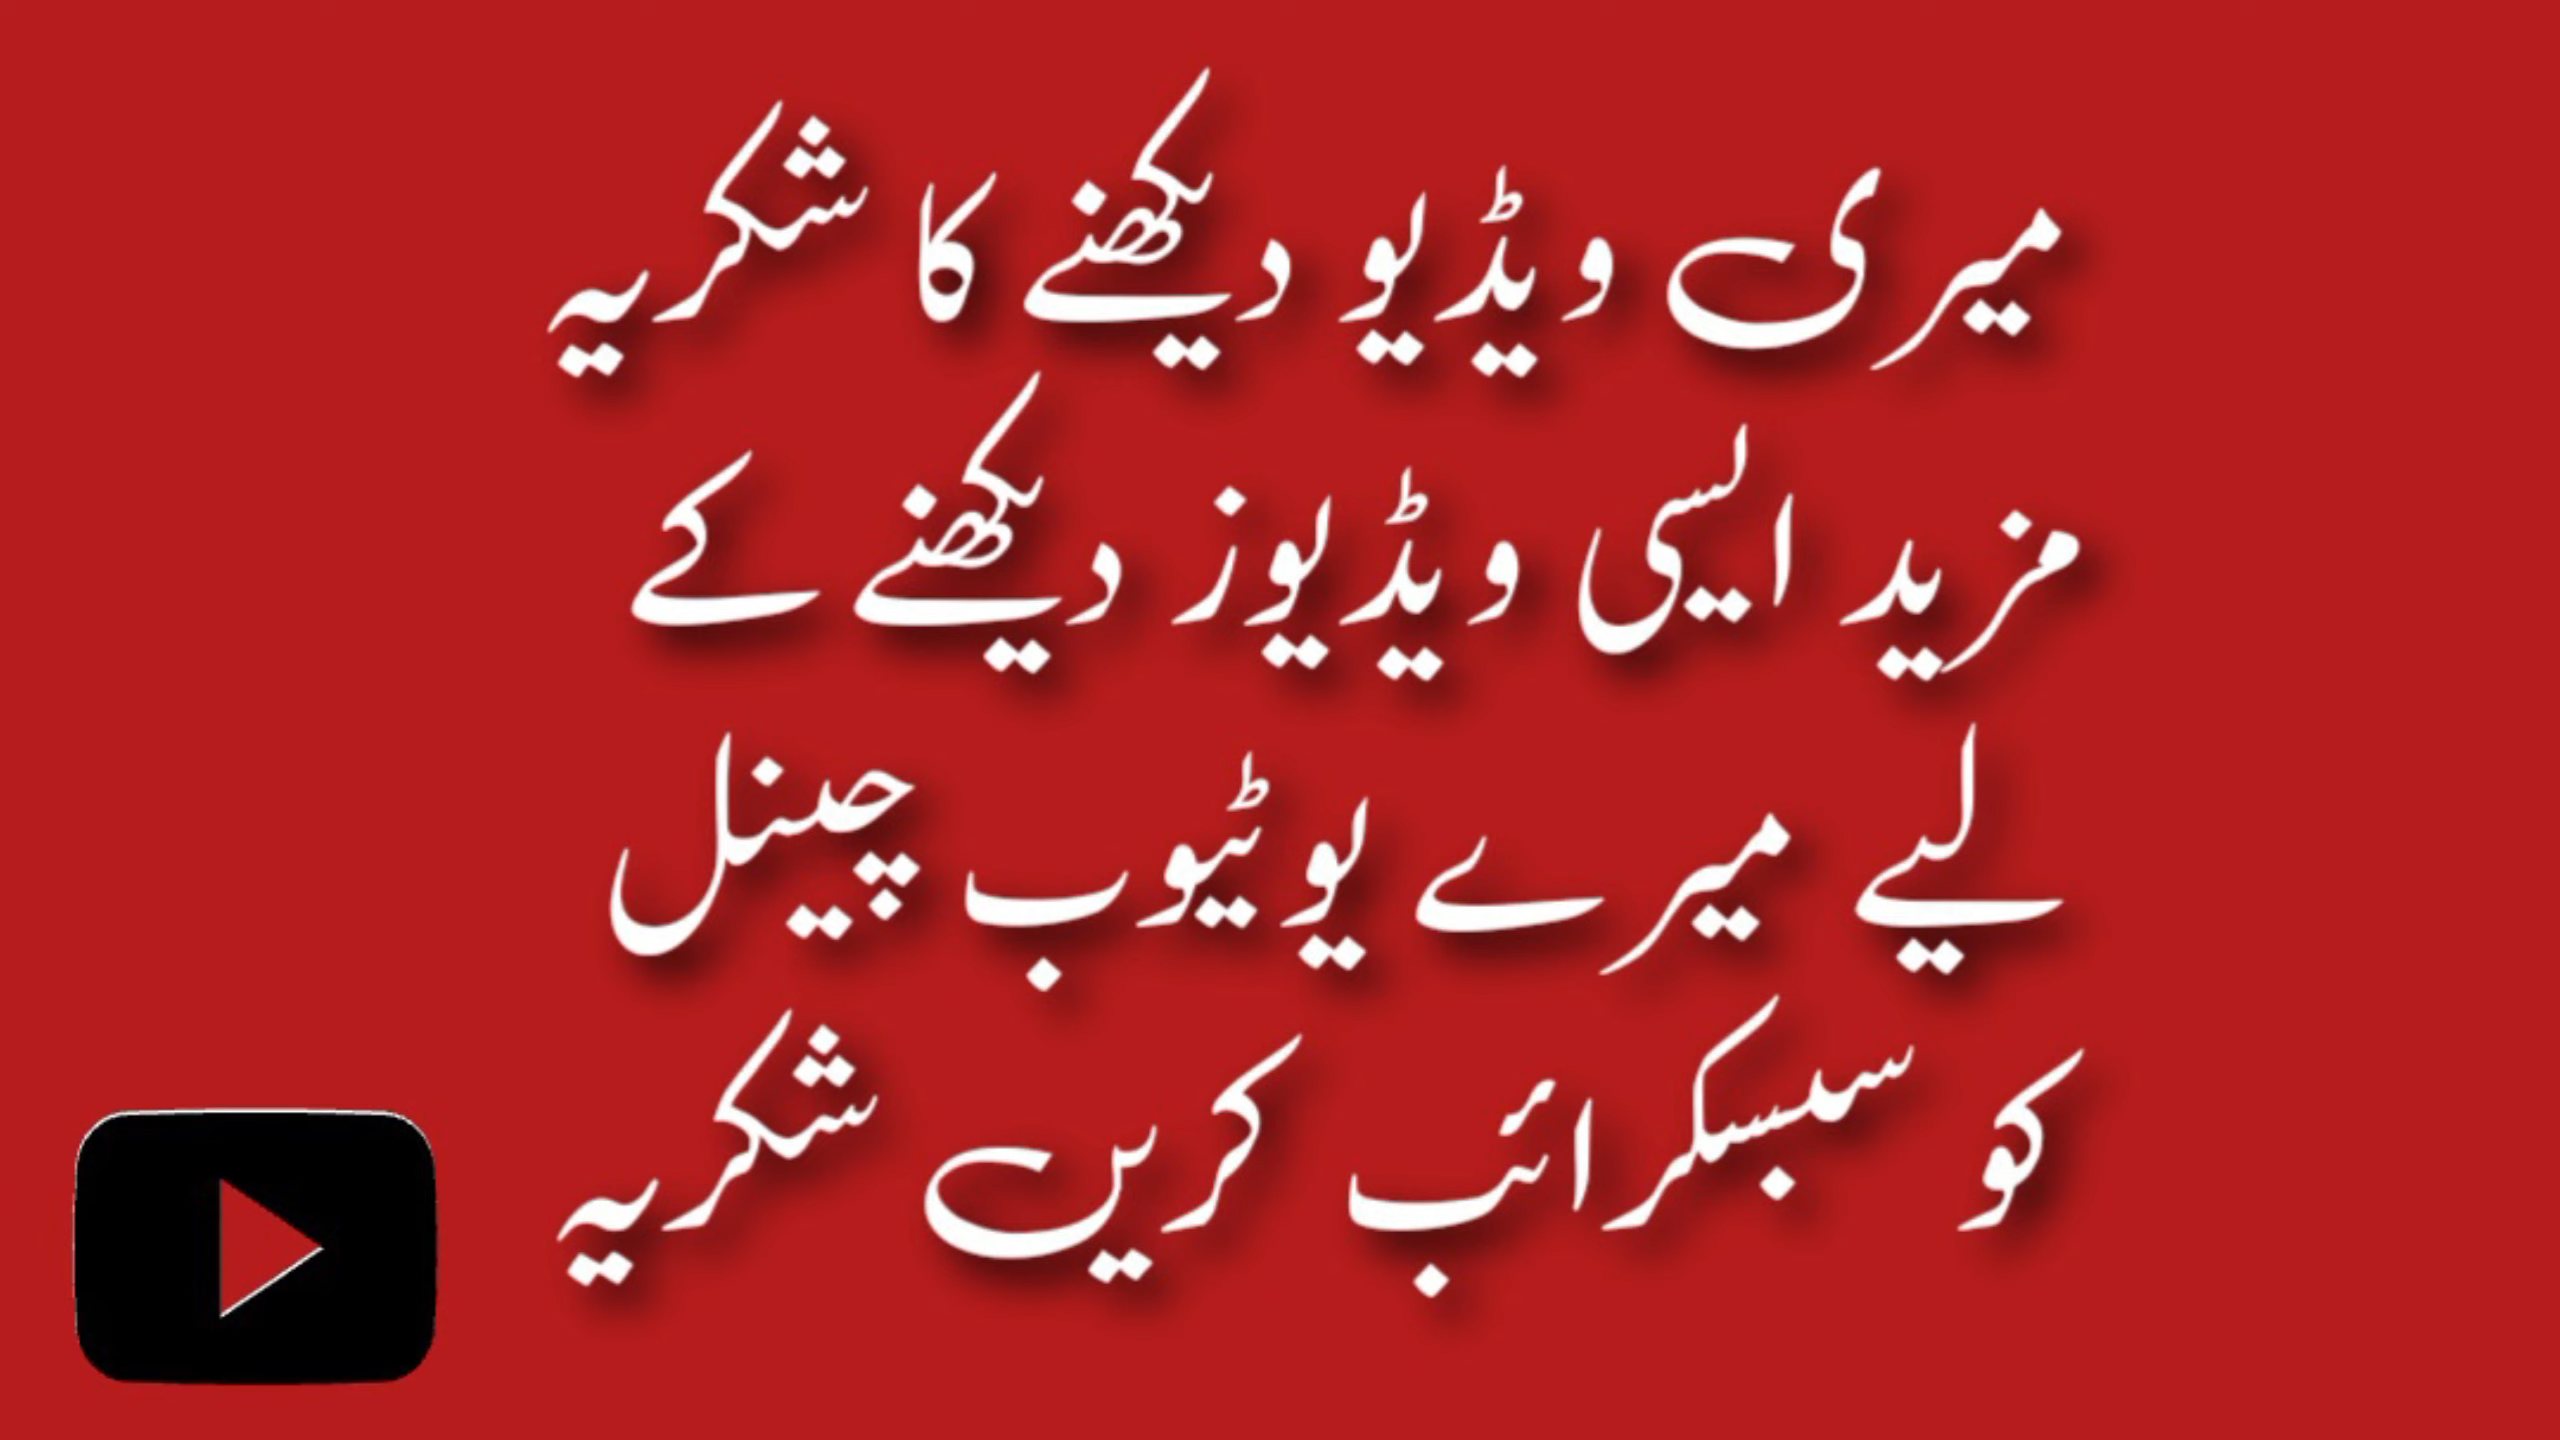 میری ویڈیو دیکھنے کا شکریہ
مزید ایسی ویڈیوز دیکھنے کے
لیے میرے یوٹیوب چینل
کو سبسکرائب کریں شکریہ